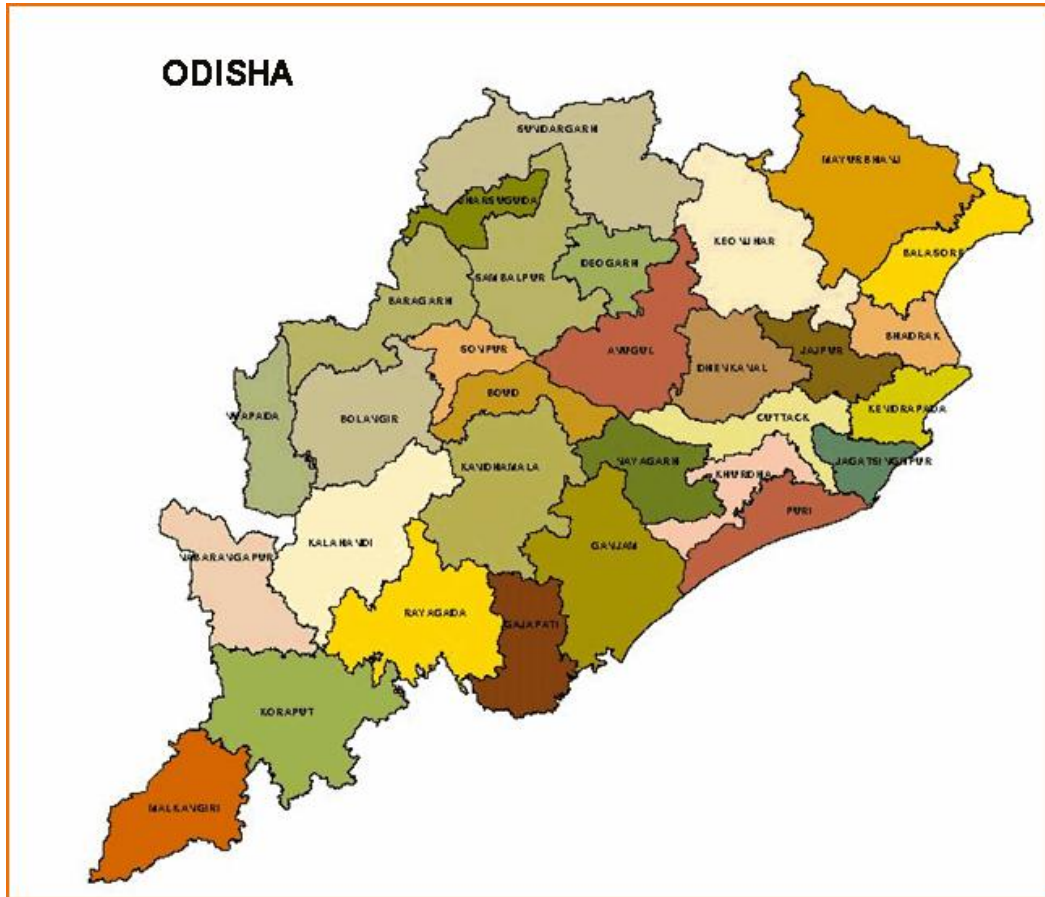 ODISHA
SUNDARGARH
MAYURBHANJ
JHARSUGUDA
KEONJHAR
BALASORE
DEOGARH
SAMBALPUR
BARAGARH
BHADRAK
SONPUR
ANUGUL
JAJPUR
DHENKANAL
BOUD
KENDRAPADA
NUAPADA
BOLANGIR
CUTTACK
NAYAGARH
JAGATSINGHPUR
KANDHAMALA
KHURDHA
PURI
KALAHANDI
GANJAM
NABARANGAPUR
RAYAGADA
GAJAPATI
KORAPUT
MALKANGIRI